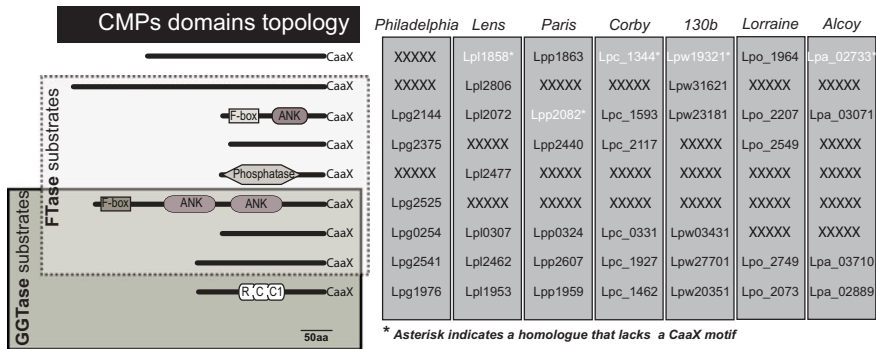 CMPs domains topology Philadelphia Lens Paris Corby 130b Lorraine Alcoy
CaaX XXXXX Lpl1858* Lpp1863 Lpc_1344* Lpw19321* Lpo_1964 Lpa_02733*
CaaX XXXXX Lpl2806 XXXXX XXXXX Lpw31621 XXXXX XXXXX
F-box ANK CaaX Lpg2144 Lpl2072 Lpp2082* Lpc_1593 Lpw23181 Lpo_2207 Lpa_03071
CaaX Lpg2375 XXXXX Lpp2440 Lpc_2117 XXXXX Lpo_2549 XXXXX
Phosphatase CaaX XXXXX Lpl2477 XXXXX XXXXX XXXXX XXXXX XXXXX
F-box ANK ANK CaaX Lpg2525 XXXXX XXXXX XXXXX XXXXX XXXXX XXXXX
CaaX Lpg0254 Lpl0307 Lpp0324 Lpc_0331 Lpw03431 XXXXX XXXXX
CaaX Lpg2541 Lpl2462 Lpp2607 Lpc_1927 Lpw27701 Lpo_2749 Lpa_03710
R C C1 CaaX Lpg1976 Lpl1953 Lpp1959 Lpc_1462 Lpw20351 Lpo_2073 Lpa_02889
FTase substrates
GGTase substrates
50aa
* Asterisk indicates a homologue that lacks a CaaX motif